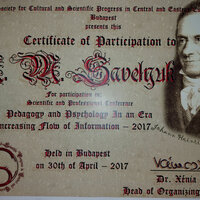 Society for Cultural and Scientific Progress in Central and Eastern
Budapest
presents this
Certificate of Participation to
M. Savelyuk
For participation in:
Scientific and Professional Conference
Pedagogy and Psychology In an Era
Increasing Flow of Information – 2017
Held in Budapest
on 30th of April – 2017
Dr. Xénia
Head of Organizing